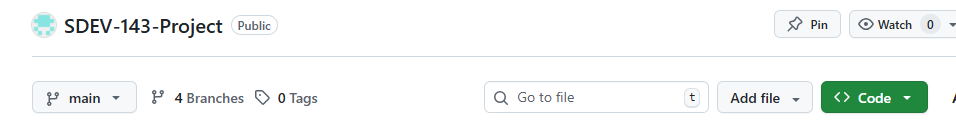 SDEV-143-Project Public Pin Watch 0
main 4 Branches 0 Tags Go to file t Add file Code